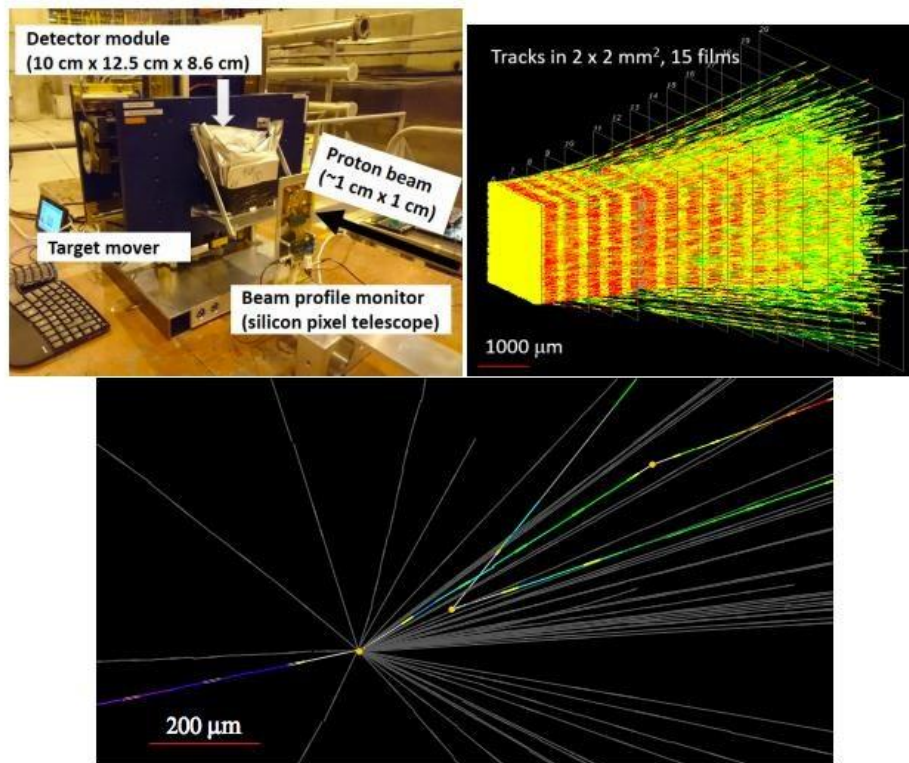 Detector module
(10 cm x 12.5 cm x 8.6 cm)
Proton beam
(~1 cm x 1 cm)
Target mover
Beam profile monitor
(silicon pixel telescope)
Tracks in 2 x 2 mm², 15 films
1000 μm
200 μm